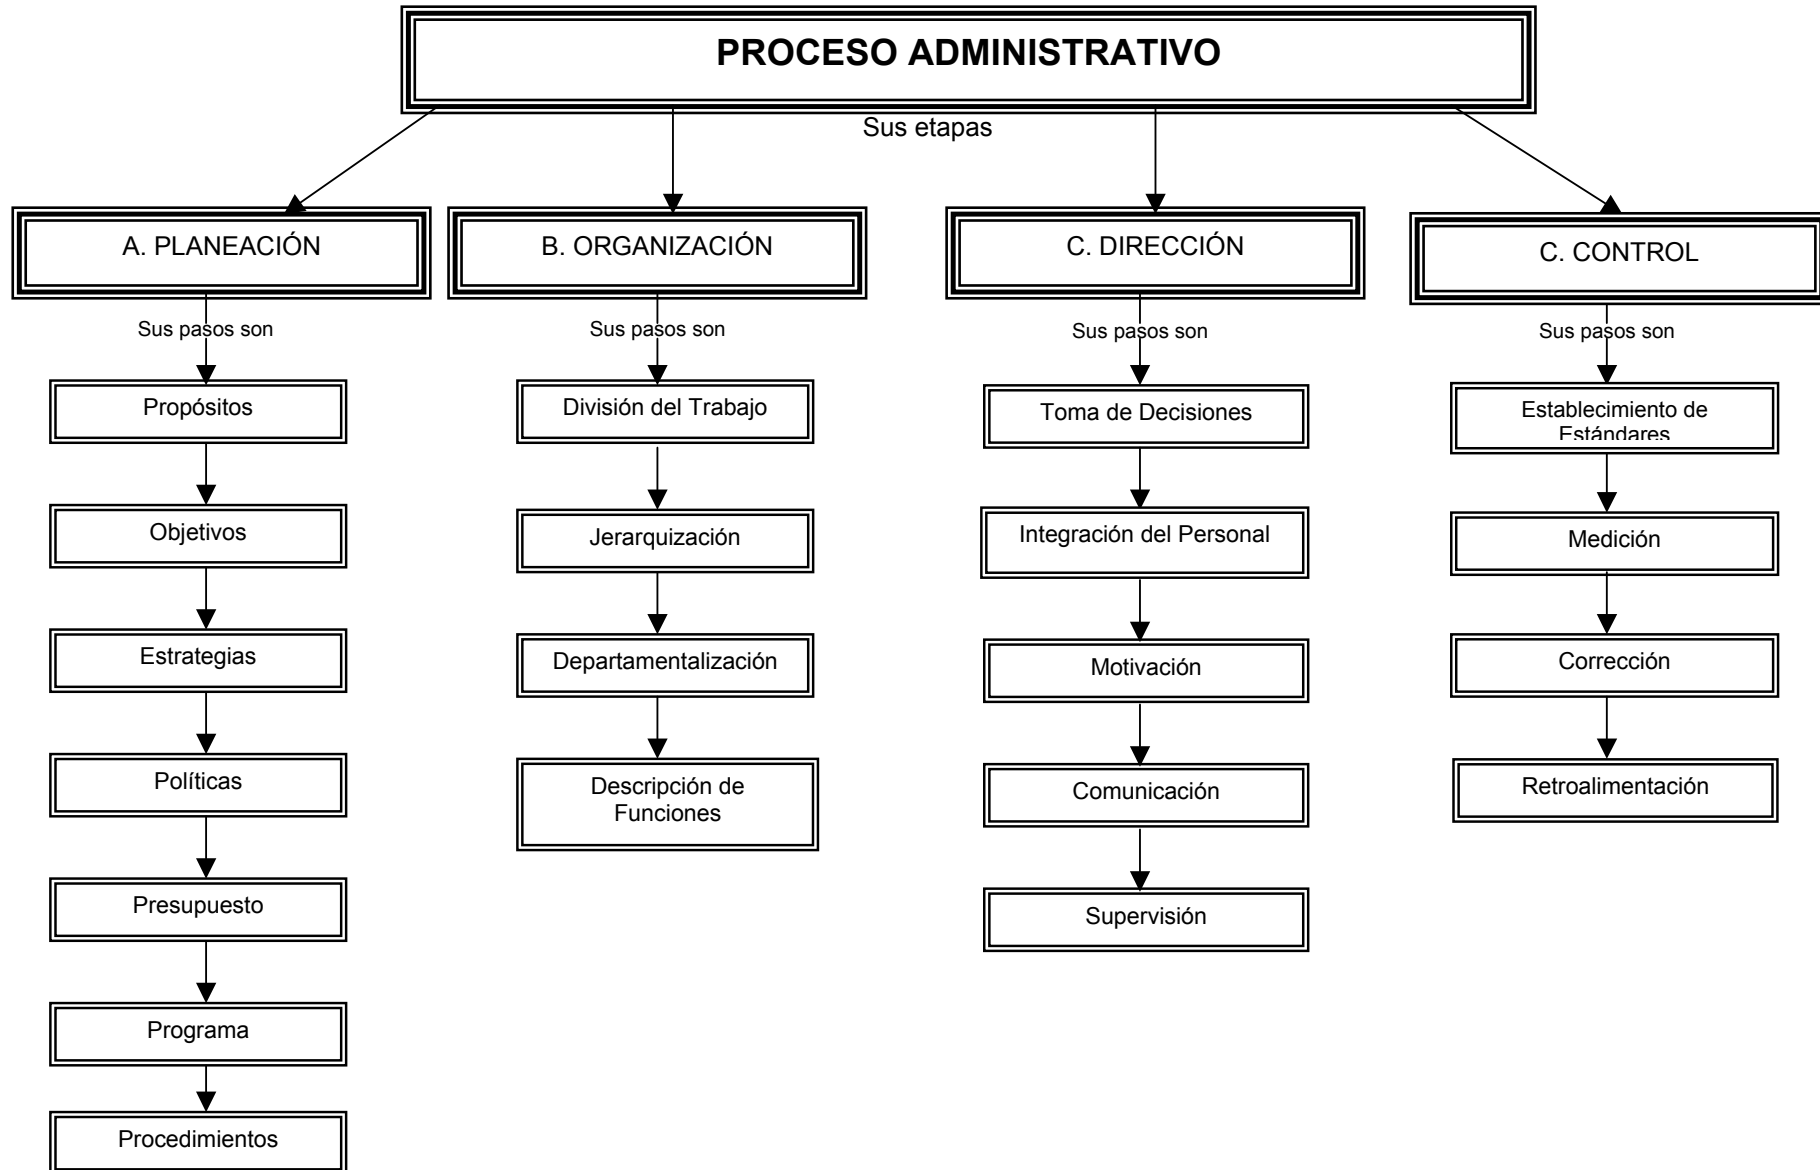 PROCESO ADMINISTRATIVO
Sus etapas
A. PLANEACIÓN
Sus pasos son
Propósitos
Objetivos
Estrategias
Políticas
Presupuesto
Programa
Procedimientos
B. ORGANIZACIÓN
Sus pasos son
División del Trabajo
Jerarquización
Departamentalización
Descripción de
Funciones
C. DIRECCIÓN
Sus pasos son
Toma de Decisiones
Integración del Personal
Motivación
Comunicación
Supervisión
C. CONTROL
Sus pasos son
Establecimiento de
Estándares
Medición
Corrección
Retroalimentación